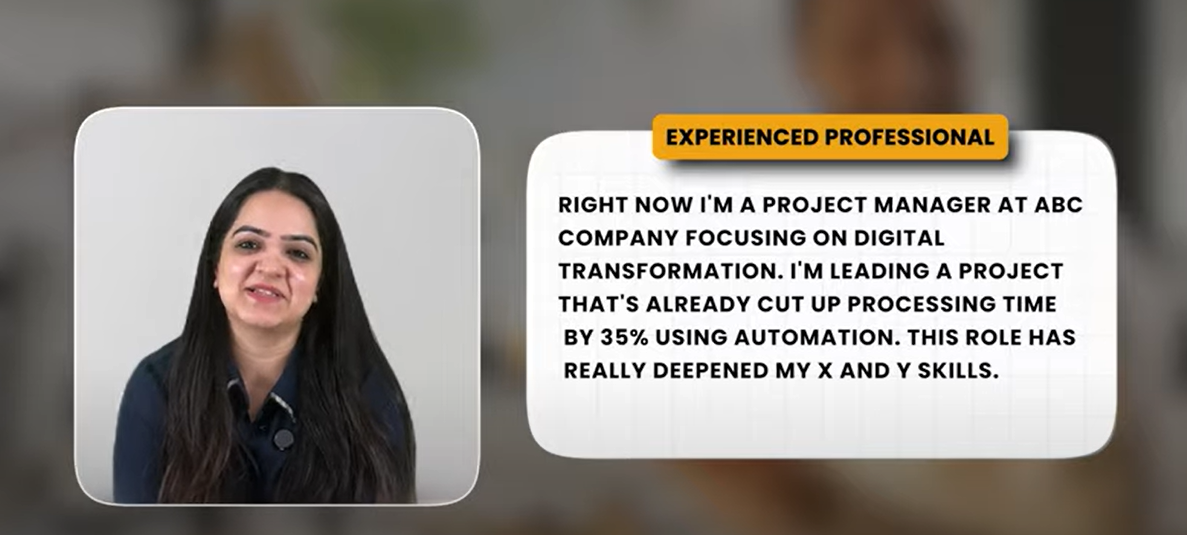 EXPERIENCED PROFESSIONAL
RIGHT NOW I'M A PROJECT MANAGER AT ABC
COMPANY FOCUSING ON DIGITAL
TRANSFORMATION. I'M LEADING A PROJECT
THAT'S ALREADY CUT UP PROCESSING TIME
BY 35% USING AUTOMATION. THIS ROLE HAS
REALLY DEEPENED MY X AND Y SKILLS.